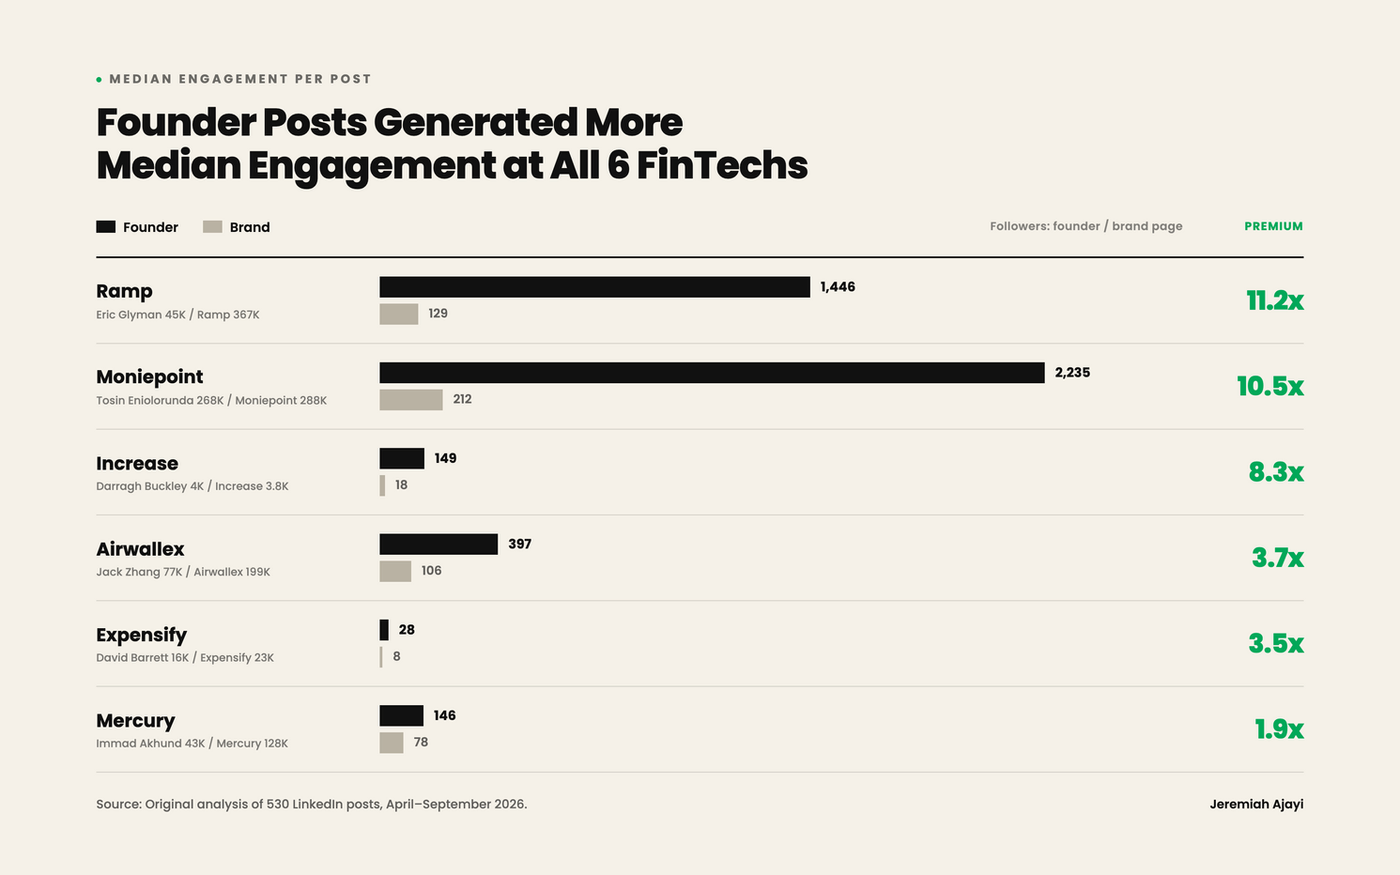 MEDIAN ENGAGEMENT PER POST
Founder Posts Generated More
Median Engagement at All 6 FinTechs
Founder Brand Followers: founder / brand page PREMIUM
Ramp
Eric Glyman 45K / Ramp 367K
1,446
129
11.2x
Moniepoint
Tosin Eniolorunda 268K / Moniepoint 288K
2,235
212
10.5x
Increase
Darragh Buckley 4K / Increase 3.8K
149
18
8.3x
Airwallex
Jack Zhang 77K / Airwallex 199K
397
106
3.7x
Expensify
David Barrett 16K / Expensify 23K
28
8
3.5x
Mercury
Immad Akhund 43K / Mercury 128K
146
78
1.9x
Source: Original analysis of 530 LinkedIn posts, April–September 2026.
Jeremiah Ajayi